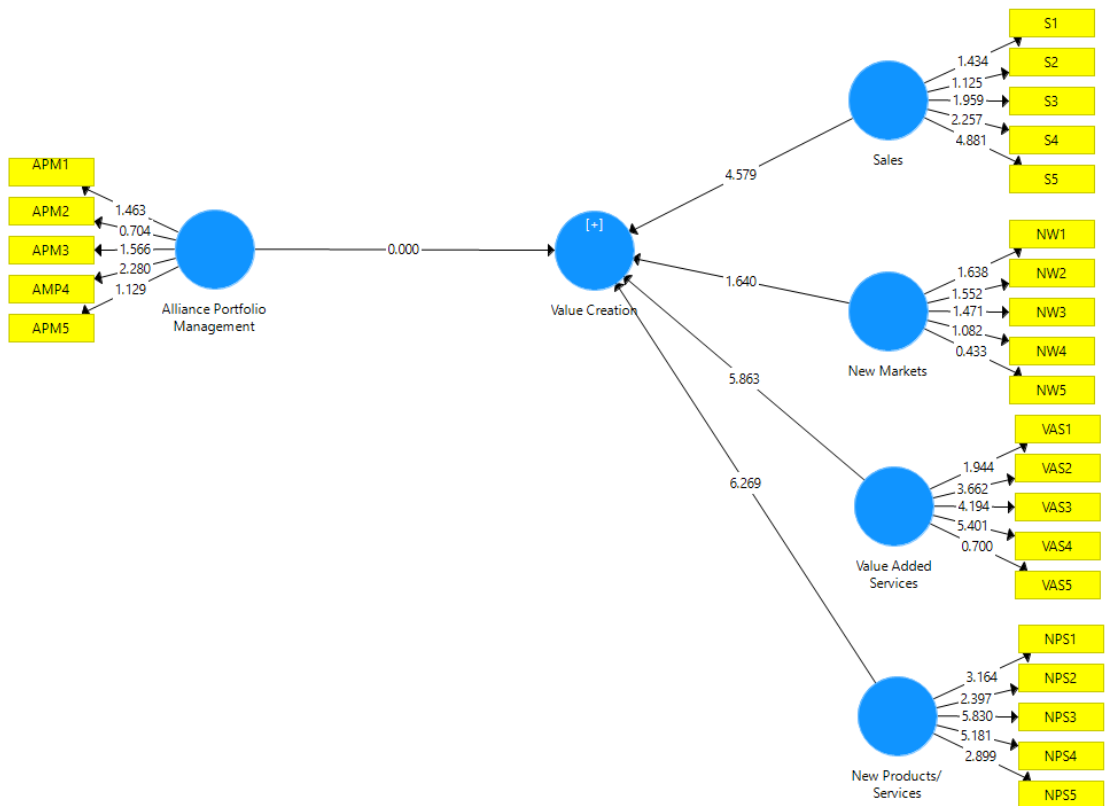 APM1
APM2
APM3
AMP4
APM5
1.463
0.704
1.566
2.280
1.129
Alliance Portfolio
Management
0.000
[+]
Value Creation
4.579
1.640
5.863
6.269
Sales
1.434
1.125
1.959
2.257
4.881
S1
S2
S3
S4
S5
New Markets
1.638
1.552
1.471
1.082
0.433
NW1
NW2
NW3
NW4
NW5
Value Added
Services
1.944
3.662
4.194
5.401
0.700
VAS1
VAS2
VAS3
VAS4
VAS5
New Products/
Services
3.164
2.397
5.830
5.181
2.899
NPS1
NPS2
NPS3
NPS4
NPS5